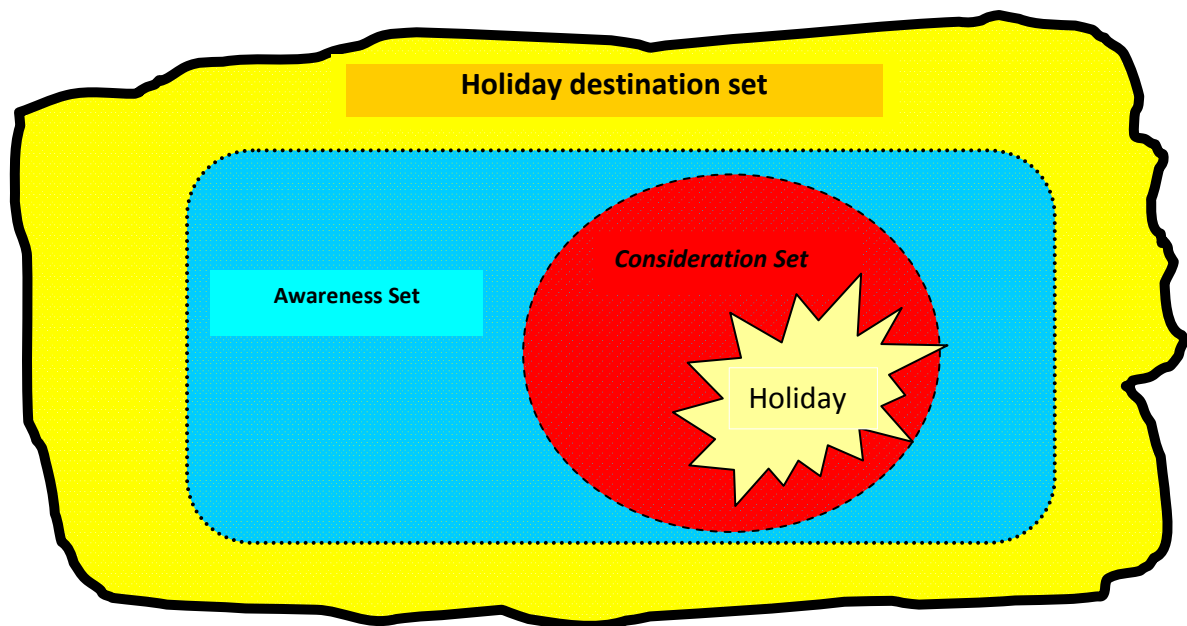 Holiday destination set
Consideration Set
Awareness Set
Holiday